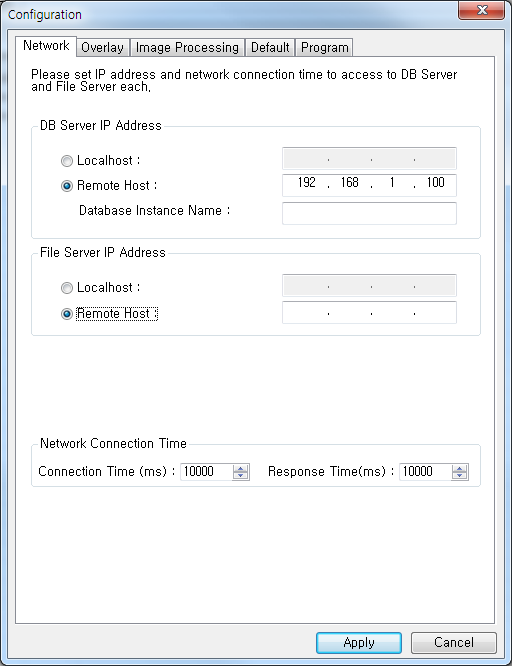 Configuration
Network Overlay Image Processing Default Program
Please set IP address and network connection time to access to DB Server
and File Server each,
DB Server IP Address
Localhost : . . .
Remote Host : 192 . 168 . 1 . 100
Database Instance Name :
File Server IP Address
Localhost : . . .
Remote Host : . . .
Network Connection Time
Connection Time (ms) : 10000 Response Time(ms) : 10000
Apply Cancel